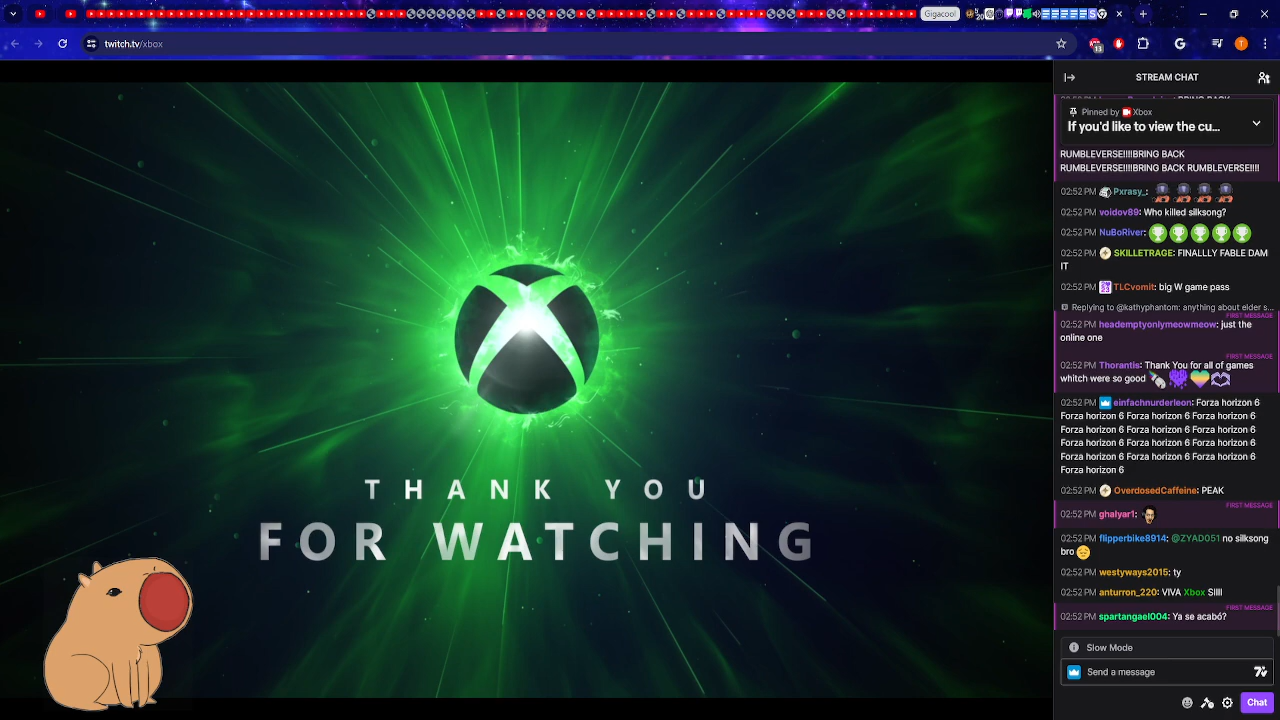 Gigacool
twitch.tv/xbox
13
T
THANK YOU
FOR WATCHING
STREAM CHAT
Pinned by Xbox
If you'd like to view the cu...
RUMBLEVERSE!!!!BRING BACK
RUMBLEVERSE!!!!BRING BACK RUMBLEVERSE!!!!
02:52 PM Pxrasy_:
02:52 PM voidov89: Who killed silksong?
02:52 PM NuBoRiver:
02:52 PM SKILLETRAGE: FINALLLY FABLE DAM
IT
02:52 PM TLCvomit: big W game pass
Replying to @kathyphantom: anything about elder s...
FIRST MESSAGE
02:52 PM heademptyonlymeowmeow: just the
online one
FIRST MESSAGE
02:52 PM Thorantis: Thank You for all of games
whitch were so good
02:52 PM einfachnurderleon: Forza horizon 6
Forza horizon 6 Forza horizon 6 Forza horizon 6
Forza horizon 6 Forza horizon 6 Forza horizon 6
Forza horizon 6 Forza horizon 6 Forza horizon 6
Forza horizon 6 Forza horizon 6 Forza horizon 6
Forza horizon 6
02:52 PM OverdosedCaffeine: PEAK
FIRST MESSAGE
02:52 PM ghalyar1:
02:52 PM flipperbike8914: @ZYAD051 no silksong
bro
02:52 PM westyways2015: ty
02:52 PM anturron_220: VIVA Xbox SIIII
FIRST MESSAGE
02:52 PM spartangael004: Ya se acabó?
Slow Mode
Send a message
Chat